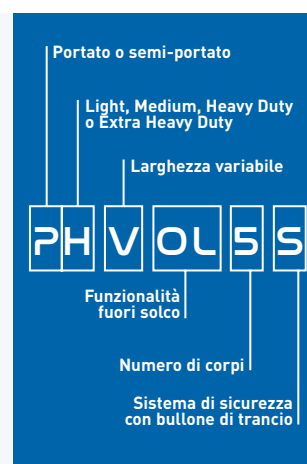 Portato o semi-portato
Light, Medium, Heavy Duty
o Extra Heavy Duty
Larghezza variabile
PH V OL 5 S
Funzionalità
fuori solco
Numero di corpi
Sistema di sicurezza
con bullone di trancio